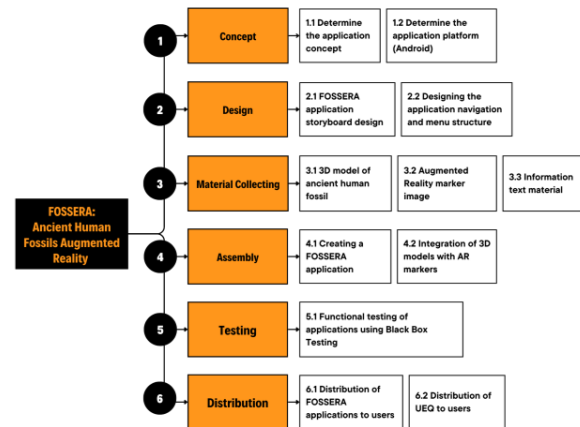 1
Concept
1.1 Determine
the application
concept
1.2 Determine the
application platform
(Android)
2
Design
2.1 FOSSERA
application
storyboard design
2.2 Designing the
application navigation
and menu structure
3
Material Collecting
3.1 3D model of
ancient human
fossil
3.2 Augmented
Reality marker
image
3.3 Information
text material
FOSSERA:
Ancient Human
Fossils Augmented
Reality
4
Assembly
4.1 Creating a
FOSSERA
application
4.2 Integration of 3D
models with AR
markers
5
Testing
5.1 Functional testing of
applications using Black Box
Testing
6
Distribution
6.1 Distribution of
FOSSERA
applications to users
6.2 Distribution of
UEQ to users